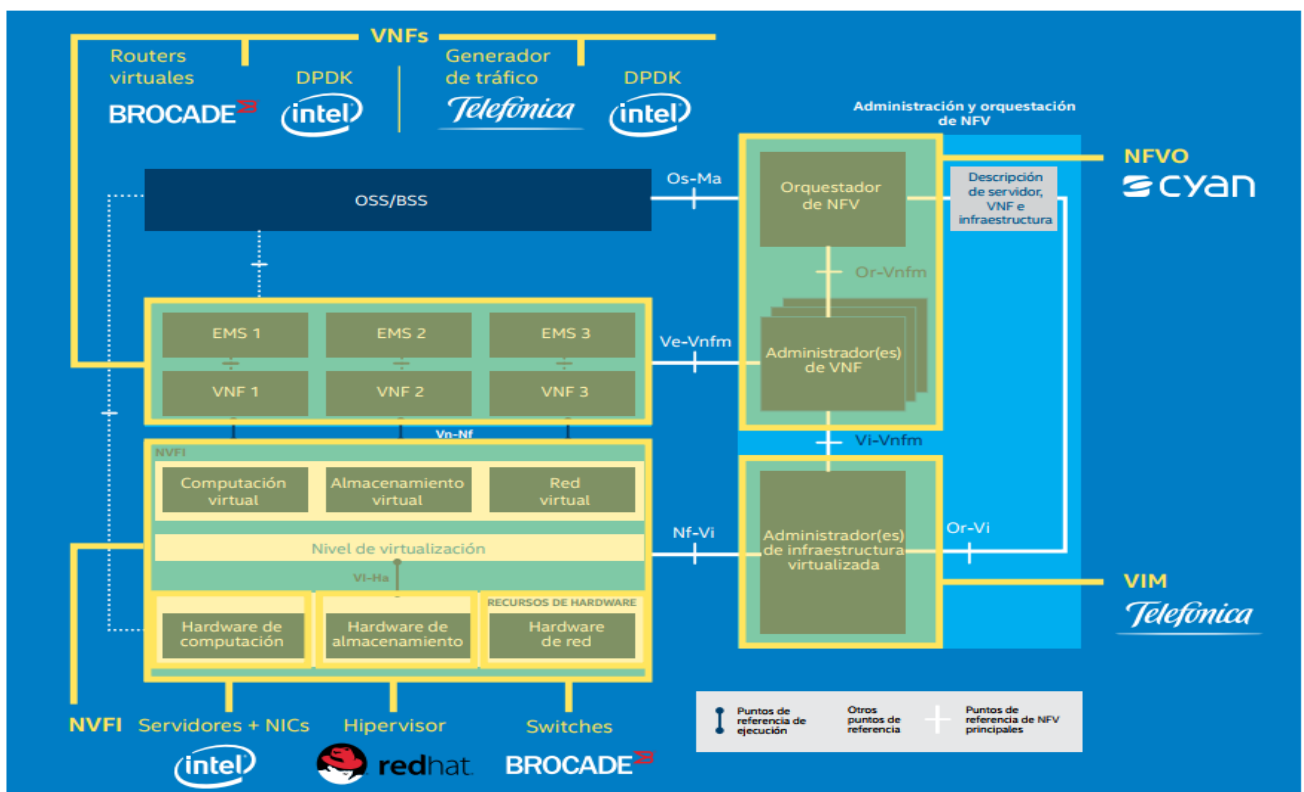 VNFs
Routers
virtuales
DPDK
Generador
de tráfico
DPDK
BROCADE
intel
Telefónica
intel
Administración y orquestación
de NFV
NFVO
cyan
OSS/BSS
Os-Ma
Orquestador
de NFV
Descripción
de servidor,
VNF e
infraestructura
Or-Vnfm
EMS 1
EMS 2
EMS 3
Ve-Vnfm
Administrador(es)
de VNF
VNF 1
VNF 2
VNF 3
Vn-Nf
Vi-Vnfm
NVFI
Computación
virtual
Almacenamiento
virtual
Red
virtual
Nf-Vi
Administrador(es)
de infraestructura
virtualizada
Or-Vi
Nivel de virtualización
VI-Ha
VIM
Telefónica
RECURSOS DE HARDWARE
Hardware de
computación
Hardware de
almacenamiento
Hardware
de red
NVFI
Servidores + NICs
Hipervisor
Switches
intel
redhat.
BROCADE
Puntos de
referencia de
ejecución
Otros
puntos de
referencia
Puntos de
referencia de NFV
principales